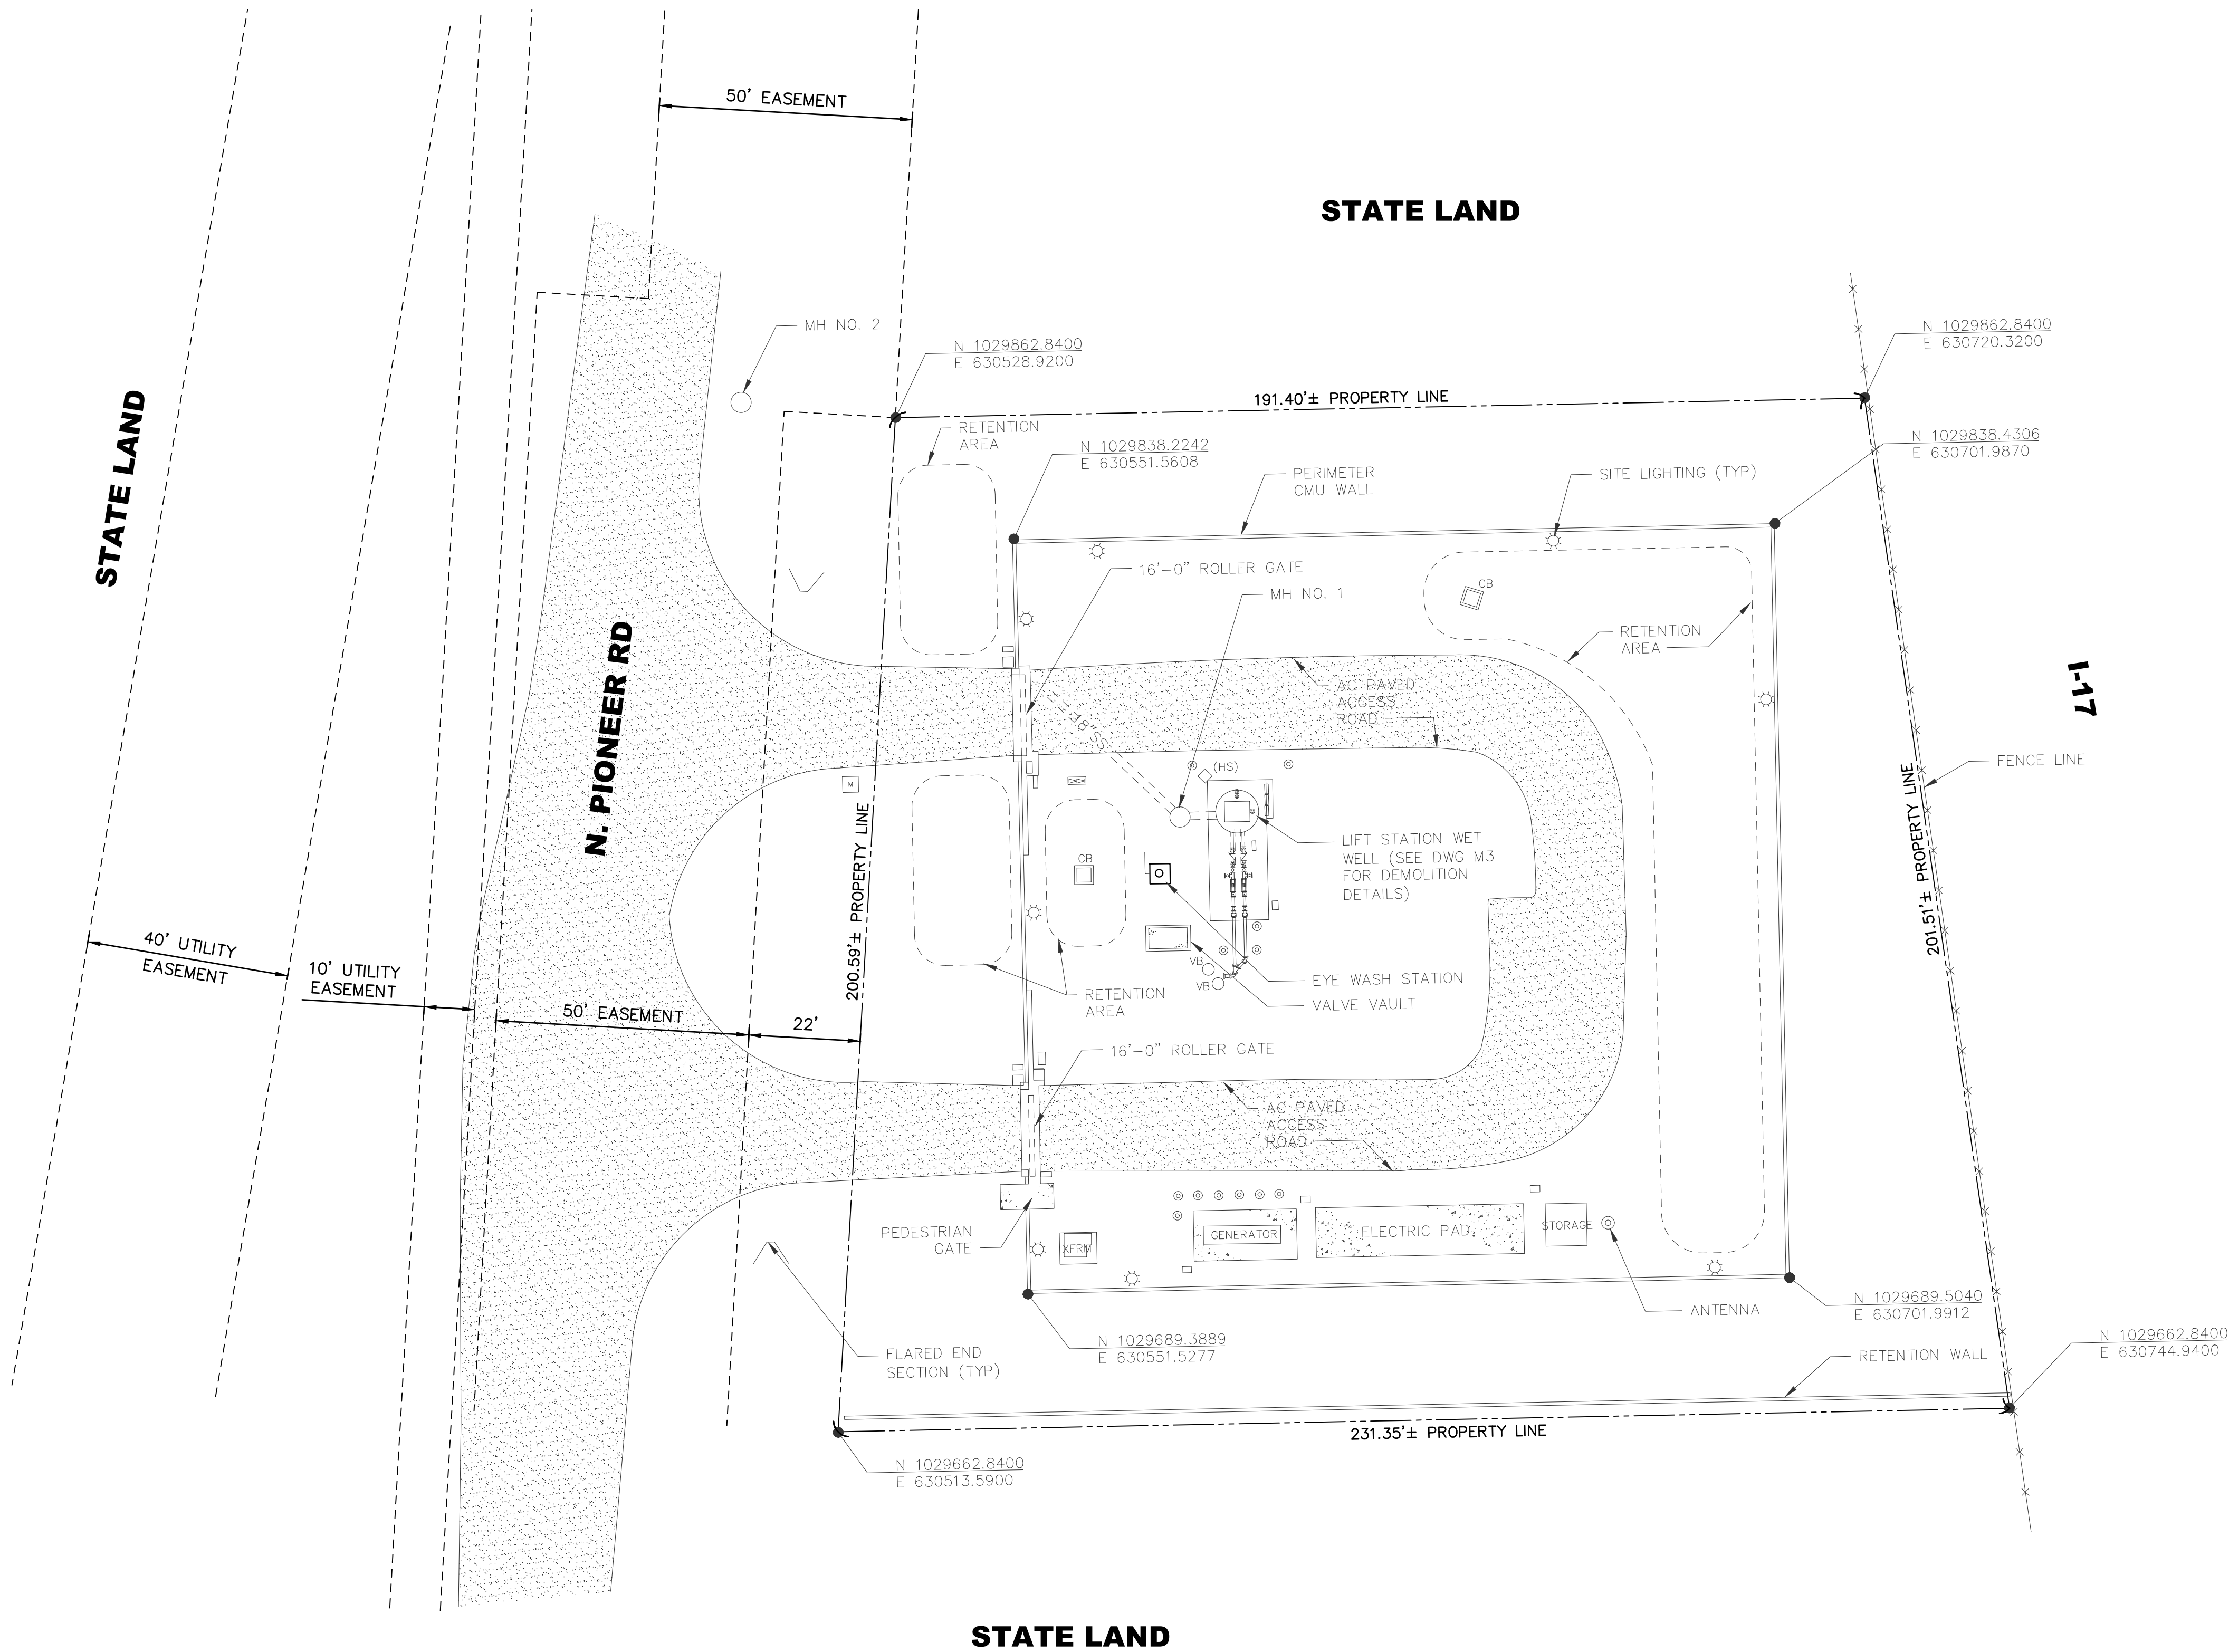 50' EASEMENT
STATE LAND
MH NO. 2
N 1029862.8400
E 630528.9200
N 1029862.8400
E 630720.3200
191.40'± PROPERTY LINE
STATE LAND
RETENTION
AREA
N 1029838.2242
E 630551.5608
N 1029838.4306
E 630701.9870
PERIMETER
CMU WALL
SITE LIGHTING (TYP)
16'-0" ROLLER GATE
MH NO. 1
CB
RETENTION
AREA
N. PIONEER RD
I-17
AC PAVED
ACCESS
ROAD
18" SS
(HS)
M
FENCE LINE
200.59'± PROPERTY LINE
201.51'± PROPERTY LINE
LIFT STATION WET
WELL (SEE DWG M3
FOR DEMOLITION
DETAILS)
CB
40' UTILITY
EASEMENT
10' UTILITY
EASEMENT
VB
VB
EYE WASH STATION
RETENTION
AREA
VALVE VAULT
50' EASEMENT
22'
16'-0" ROLLER GATE
AC PAVED
ACCESS
ROAD
PEDESTRIAN
GATE
XFRM
GENERATOR
ELECTRIC PAD
STORAGE
ANTENNA
N 1029689.5040
E 630701.9912
N 1029689.3889
E 630551.5277
N 1029662.8400
E 630744.9400
FLARED END
SECTION (TYP)
RETENTION WALL
231.35'± PROPERTY LINE
N 1029662.8400
E 630513.5900
STATE LAND